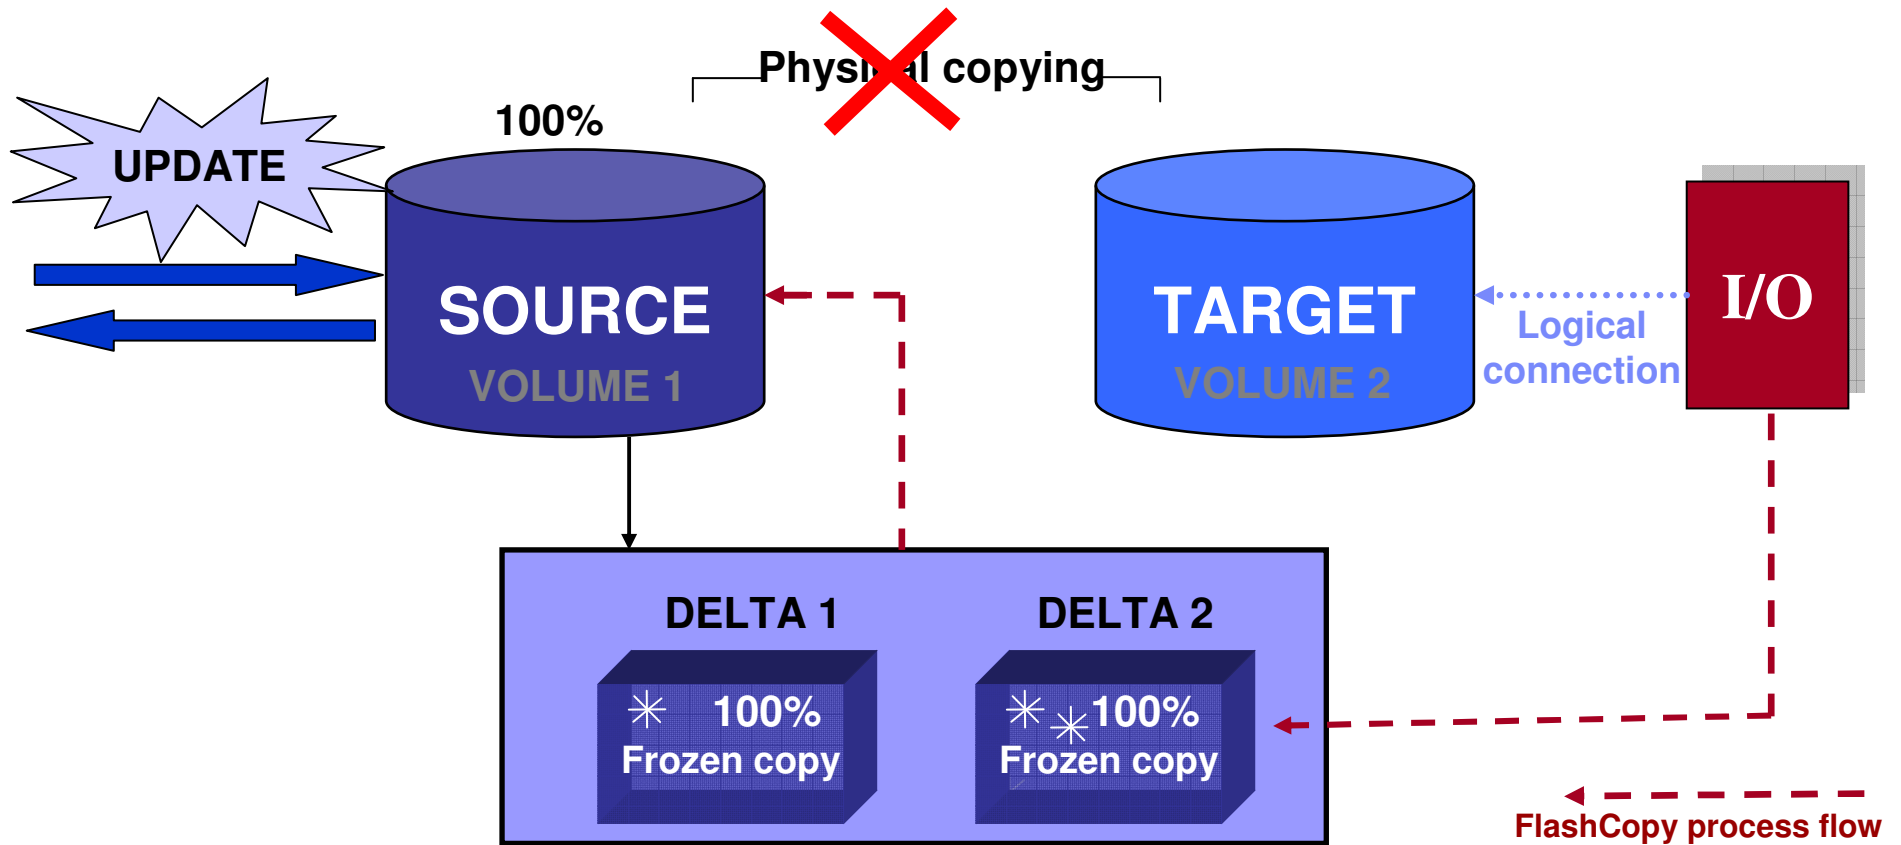 Physical copying
100%
UPDATE
SOURCE
VOLUME 1
TARGET
VOLUME 2
I/O
Logical
connection
DELTA 1
DELTA 2
100%
Frozen copy
100%
Frozen copy
FlashCopy process flow